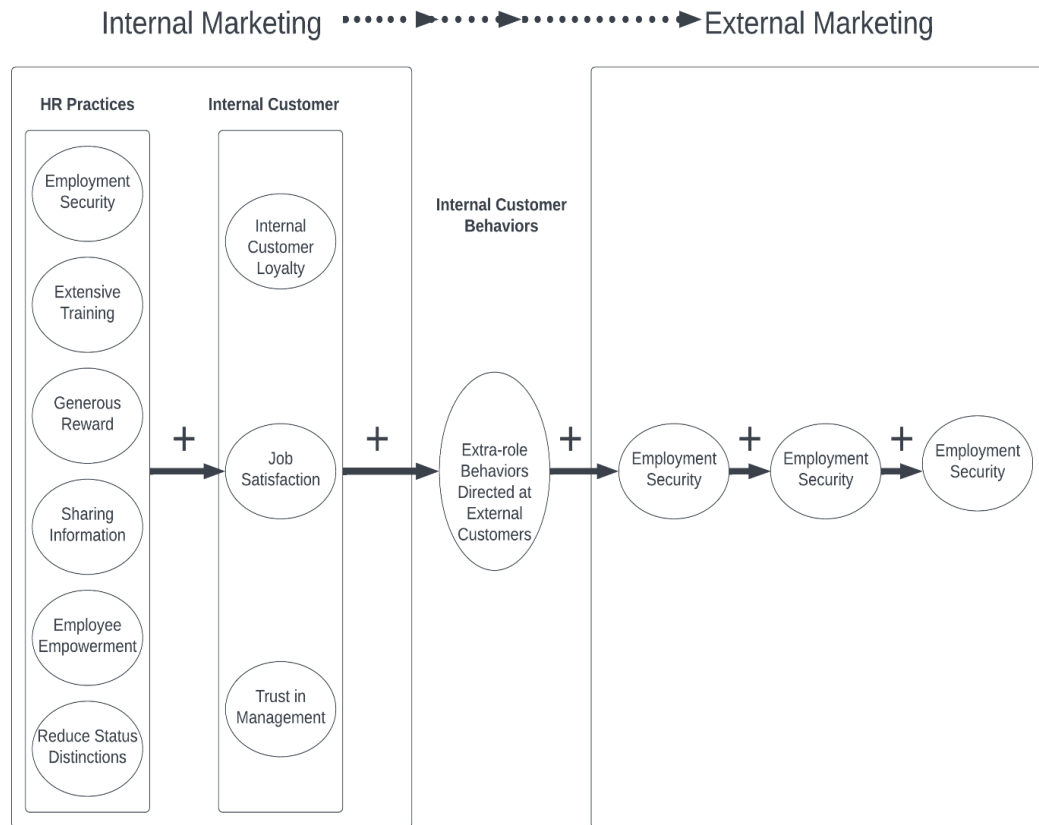 Internal Marketing
External Marketing
HR Practices
Internal Customer
Employment
Security
Extensive
Training
Generous
Reward
Sharing
Information
Employee
Empowerment
Reduce Status
Distinctions
+
Internal
Customer
Loyalty
Job
Satisfaction
Trust in
Management
+
Internal Customer
Behaviors
Extra-role
Behaviors
Directed at
External
Customers
+
Employment
Security
+
Employment
Security
+
Employment
Security